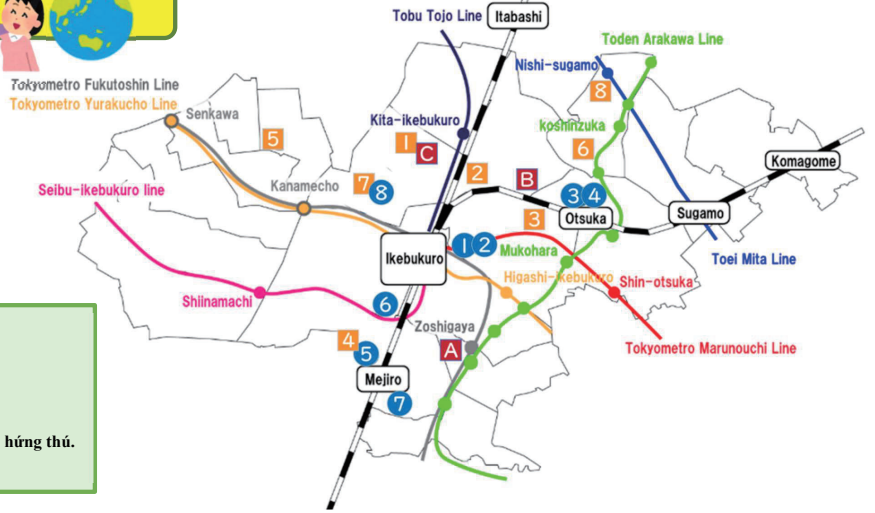 Tobu Tojo Line
Itabashi
Toden Arakawa Line
Nishi-sugamo
Tokyometro Fukutoshin Line
8
Tokyometro Yurakucho Line
Senkawa
Kita-ikebukuro
koshinzuka
1
C
5
6
Komagome
Seibu-ikebukuro line
Kanamecho
7
8
2
B
3 4
Otsuka
Sugamo
3
Ikebukuro
1 2
Mukohara
Toei Mita Line
Higashi-ikebukuro
Shin-otsuka
Shiinamachi
6
Zoshigaya
4
5
A
Tokyometro Marunouchi Line
Mejiro
7
hứng thú.